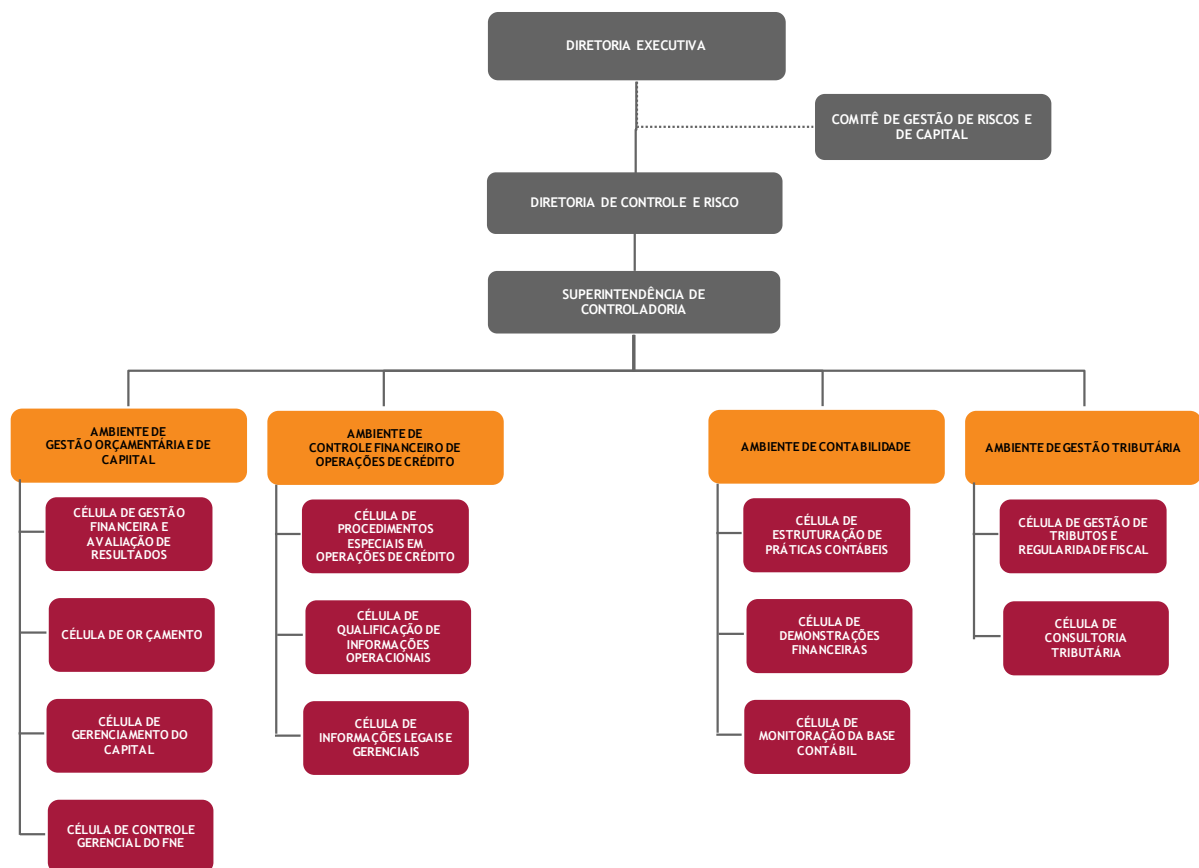 DIRETORIA EXECUTIVA
COMITÊ DE GESTÃO DE RISCOS E
DE CAPITAL
DIRETORIA DE CONTROLE E RISCO
SUPERINTENDÊNCIA DE
CONTROLADORIA
AMBIENTE DE
GESTÃO ORÇAMENTÁRIA E DE
CAPIITAL
CÉLULA DE GESTÃO
FINANCEIRA E
AVALIAÇÃO DE
RESULTADOS
CÉLULA DE OR ÇAMENTO
CÉLULA DE
GERENCIAMENTO DO
CAPITAL
CÉLULA DE CONTROLE
GERENCIAL DO FNE
AMBIENTE DE
CONTROLE FINANCEIRO DE
OPERAÇÕES DE CRÉDITO
CÉLULA DE
PROCEDIMENTOS
ESPECIAIS EM
OPERAÇÕES DE CRÉDITO
CÉLULA DE
QUALIFICAÇÃO DE
INFORMAÇÕES
OPERACIONAIS
CÉLULA DE
INFORMAÇÕES LEGAIS E
GERENCIAIS
AMBIENTE DE CONTABILIDADE
CÉLULA DE
ESTRUTURAÇÃO DE
PRÁTICAS CONTÁBEIS
CÉLULA DE
DEMONSTRAÇÕES
FINANCEIRAS
CÉLULA DE
MONITORAÇÃO DA BASE
CONTÁBIL
AMBIENTE DE GESTÃO TRIBUTÁRIA
CÉLULA DE GESTÃO DE
TRIBUTOS E
REGULARIDADE FISCAL
CÉLULA DE
CONSULTORIA
TRIBUTÁRIA